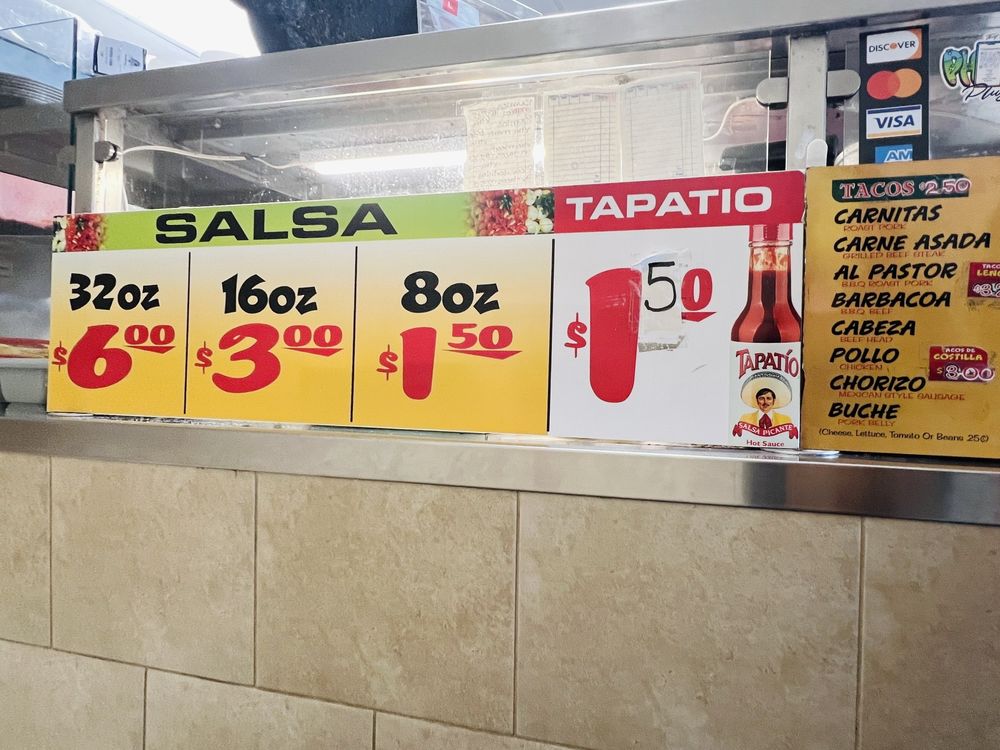 SALSA
32oz
$6.00
16oz
$3.00
8oz
$1.50
TAPATIO
$1 50
TAPATÍO
SALSA PICANTE
Hot Sauce
DISCOVER
VISA
AM
TACOS $2.50
CARNITAS
ROAST PORK
CARNE ASADA
GRILLED BEEF STEAK
AL PASTOR
B.B.Q ROAST PORK
BARBACOA
B.B.Q BEEF
CABEZA
BEEF HEAD
POLLO
CHICKEN
CHORIZO
MEXICAN STYLE SAUSAGE
BUCHE
PORK BELLY
(Cheese, Lettuce, Tomato Or Beans 25¢)
TACOS DE
COSTILLA
$3.00